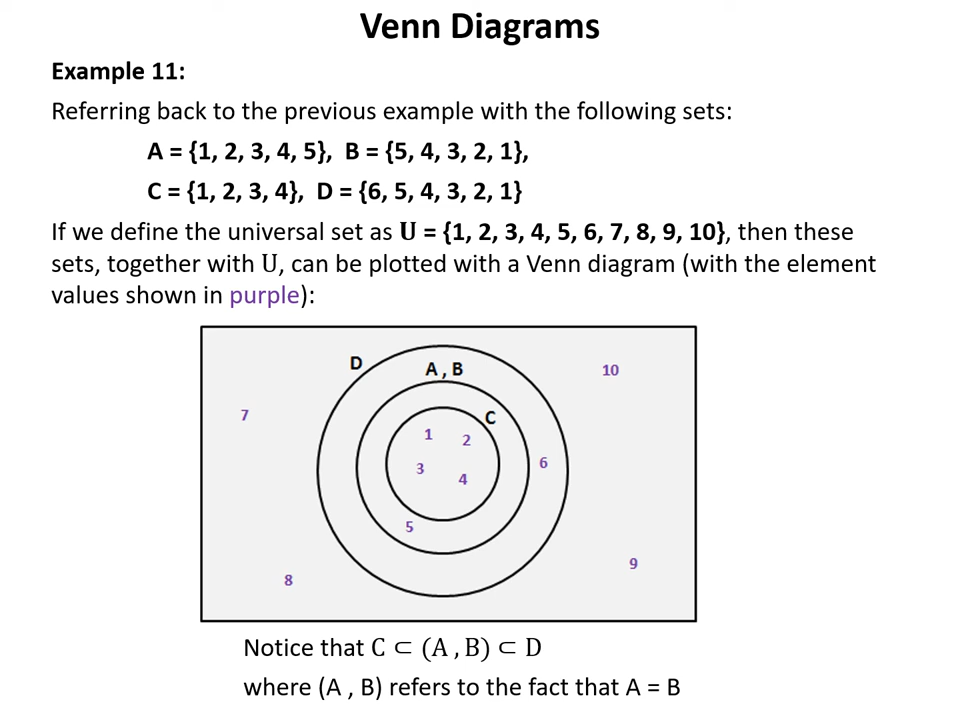 Venn Diagrams
Example 11:
Referring back to the previous example with the following sets:
A = {1, 2, 3, 4, 5}, B = {5, 4, 3, 2, 1},
C = {1, 2, 3, 4}, D = {6, 5, 4, 3, 2, 1}
If we define the universal set as U = {1, 2, 3, 4, 5, 6, 7, 8, 9, 10}, then these
sets, together with U, can be plotted with a Venn diagram (with the element
values shown in purple):
D
A , B
10
7
C
1
2
3
4
6
5
9
8
Notice that C ⊂ (A , B) ⊂ D
where (A , B) refers to the fact that A = B